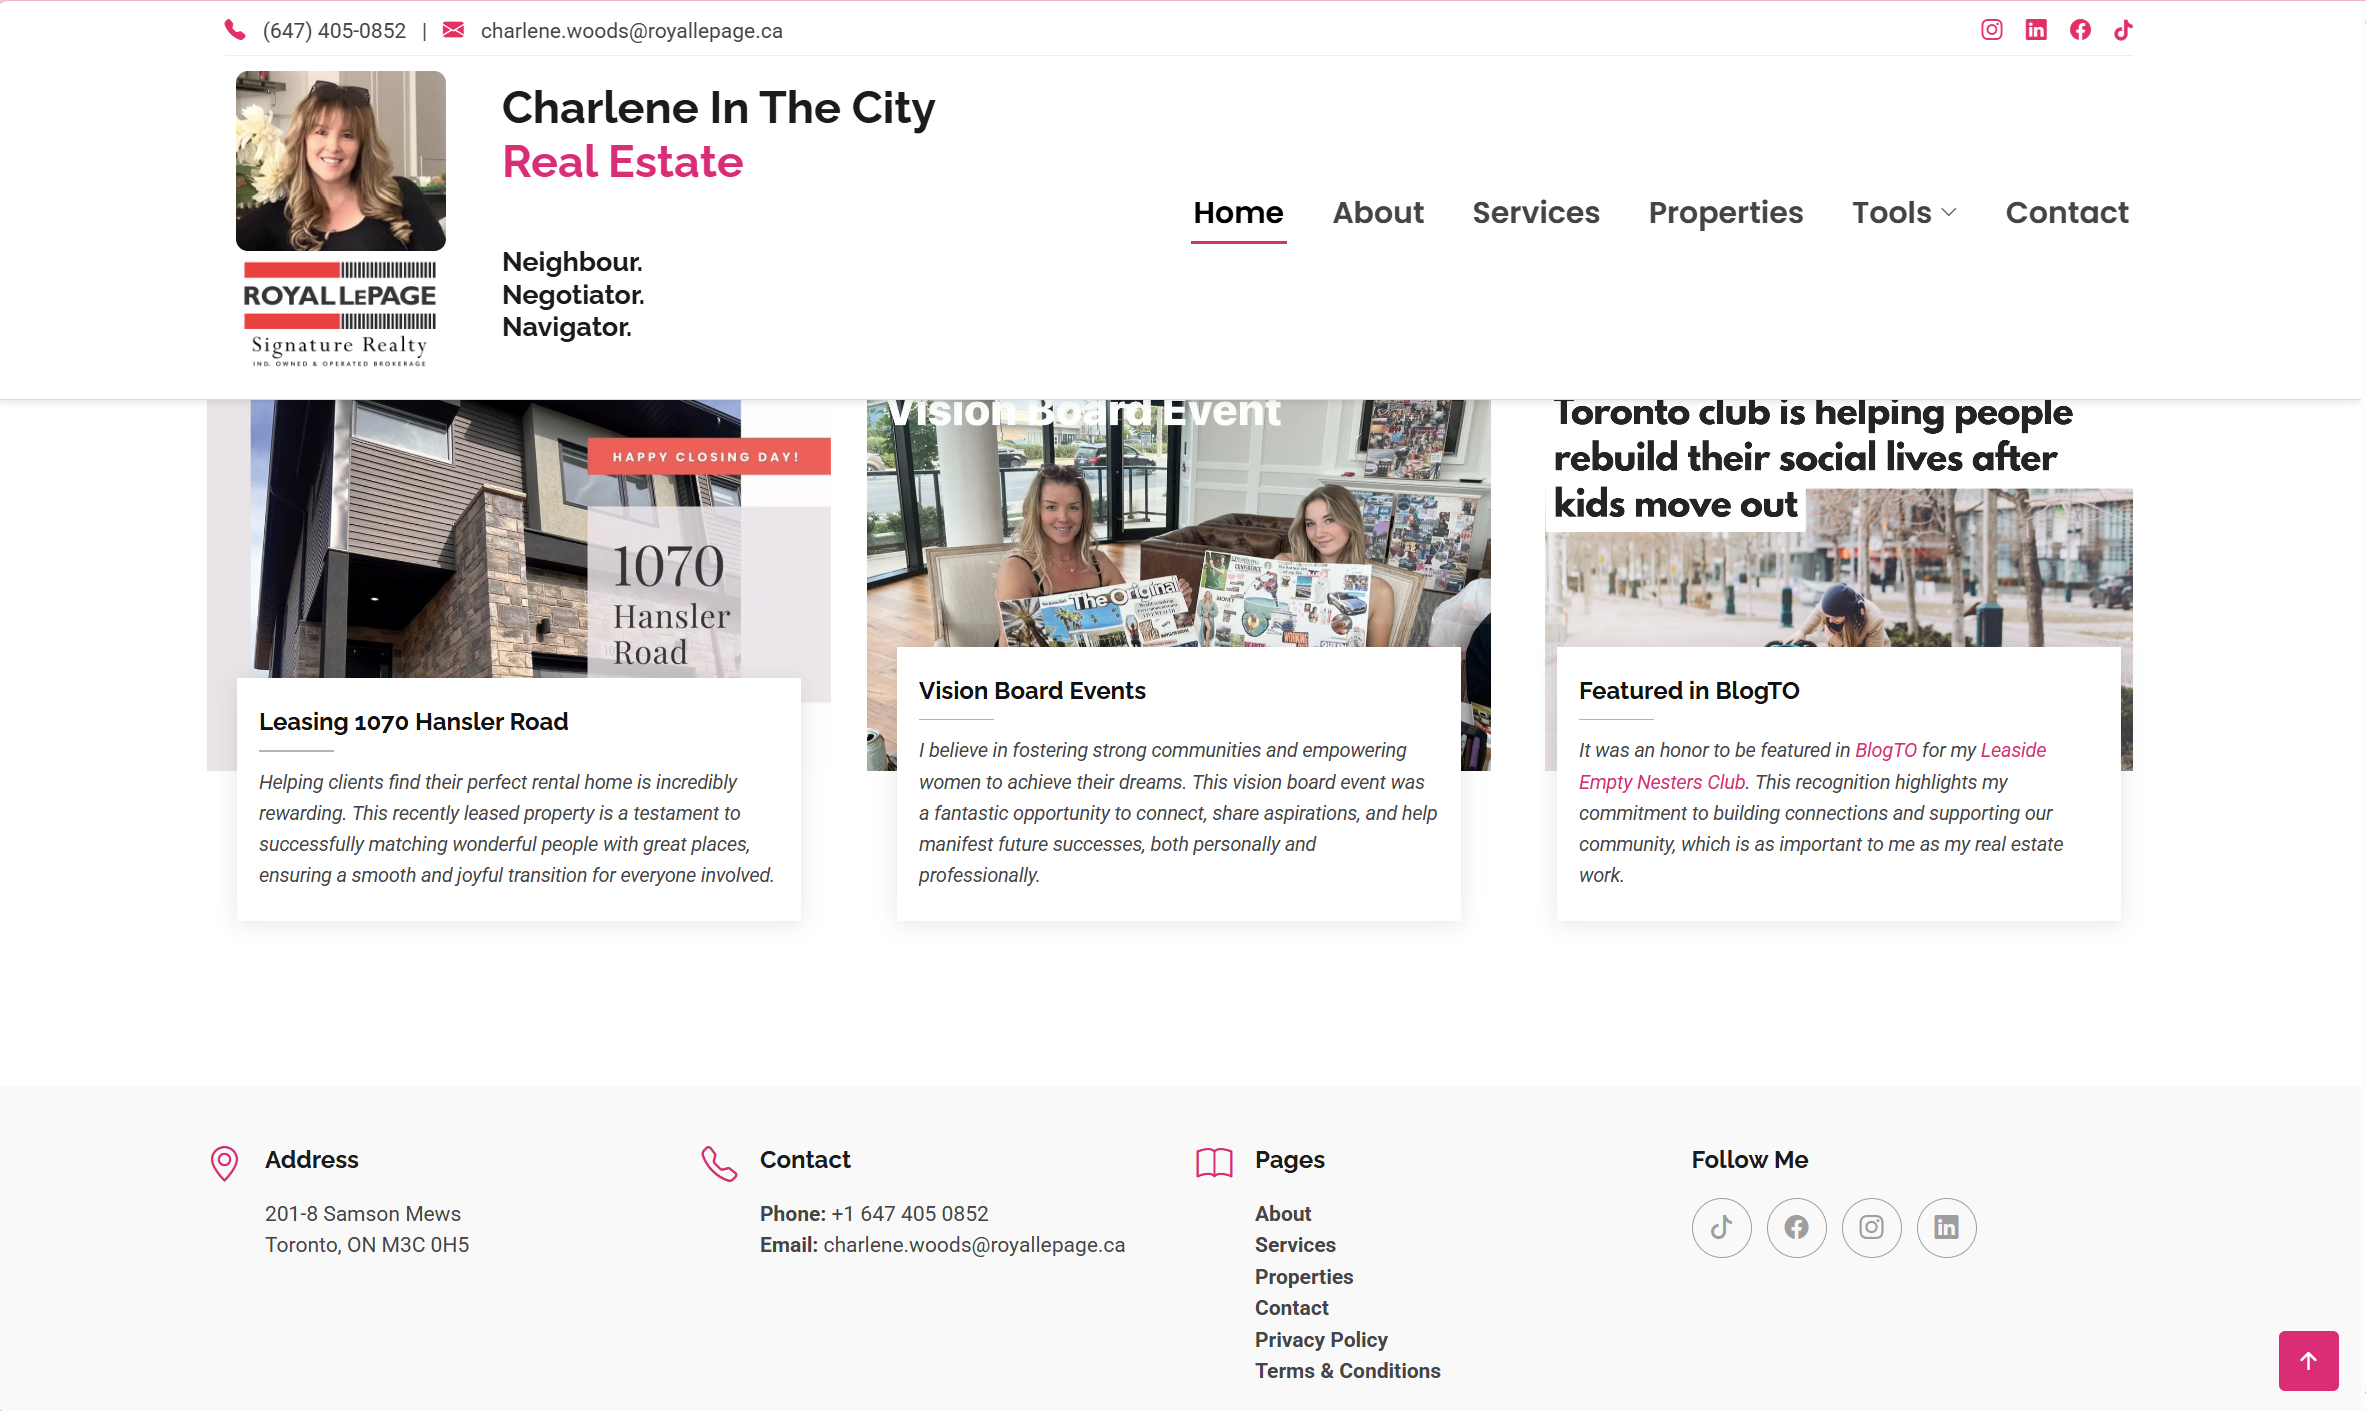 (647) 405-0852 | charlene.woods@royallepage.ca
Charlene In The City
Real Estate
Neighbour.
Negotiator.
Navigator.
ROYAL LEPAGE
Signature Realty
IND. OWNED & OPERATED BROKERAGE
Home About Services Properties Tools Contact
HAPPY CLOSING DAY!
1070
Hansler
Road
Vision Board Event
The Original
CONFIDENCE
MONEY
WORKING
Toronto club is helping people
rebuild their social lives after
kids move out
Leasing 1070 Hansler Road
Helping clients find their perfect rental home is incredibly
rewarding. This recently leased property is a testament to
successfully matching wonderful people with great places,
ensuring a smooth and joyful transition for everyone involved.
Vision Board Events
I believe in fostering strong communities and empowering
women to achieve their dreams. This vision board event was
a fantastic opportunity to connect, share aspirations, and help
manifest future successes, both personally and
professionally.
Featured in BlogTO
It was an honor to be featured in BlogTO for my Leaside
Empty Nesters Club. This recognition highlights my
commitment to building connections and supporting our
community, which is as important to me as my real estate
work.
Address
201-8 Samson Mews
Toronto, ON M3C 0H5
Contact
Phone: +1 647 405 0852
Email: charlene.woods@royallepage.ca
Pages
About
Services
Properties
Contact
Privacy Policy
Terms & Conditions
Follow Me